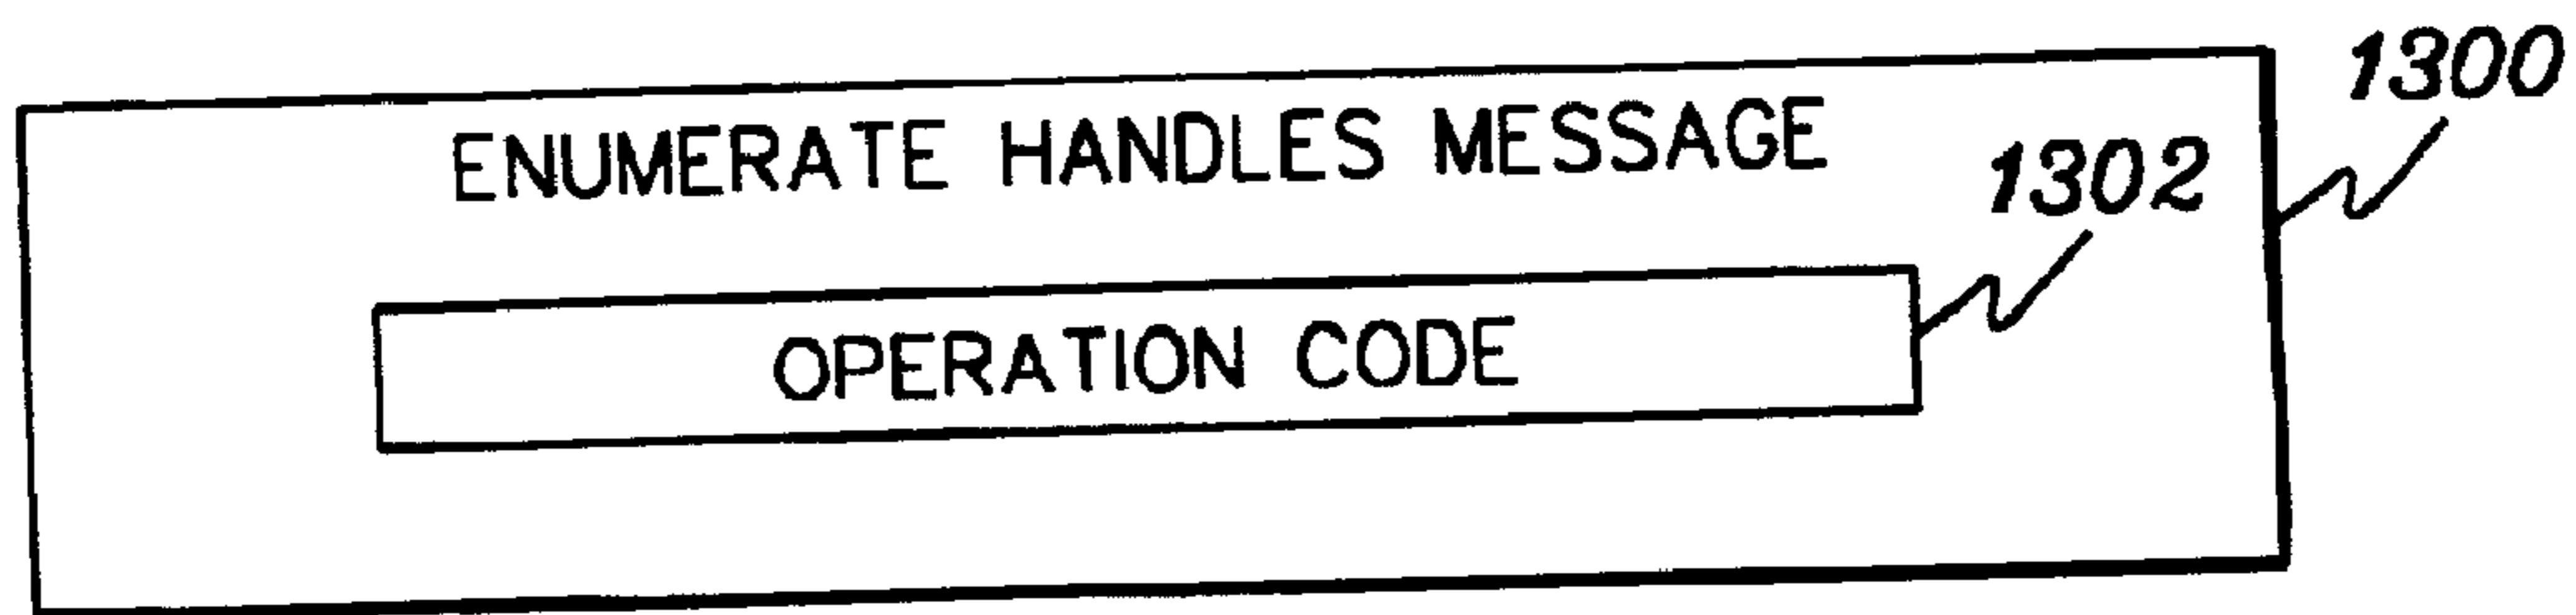 1300
ENUMERATE HANDLES MESSAGE
1302
OPERATION CODE